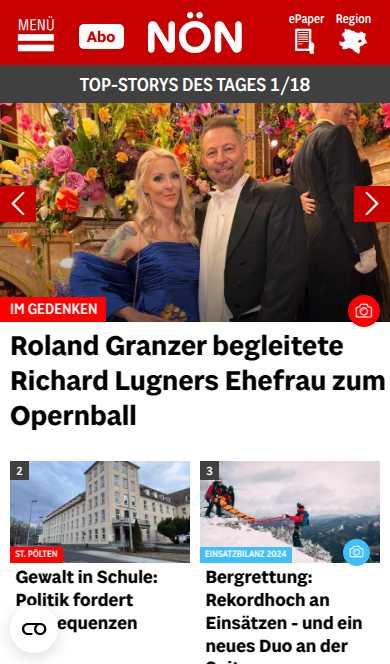 MENÜ
Abo
NÖN
ePaper
Region
TOP-STORYS DES TAGES 1/18
IM GEDENKEN
Roland Granzer begleitete
Richard Lugners Ehefrau zum
Opernball
2
ST. PÖLTEN
Gewalt in Schule:
Politik fordert
equenzen
3
EINSATZBILANZ 2024
Bergrettung:
Rekordhoch an
Einsätzen - und ein
neues Duo an der